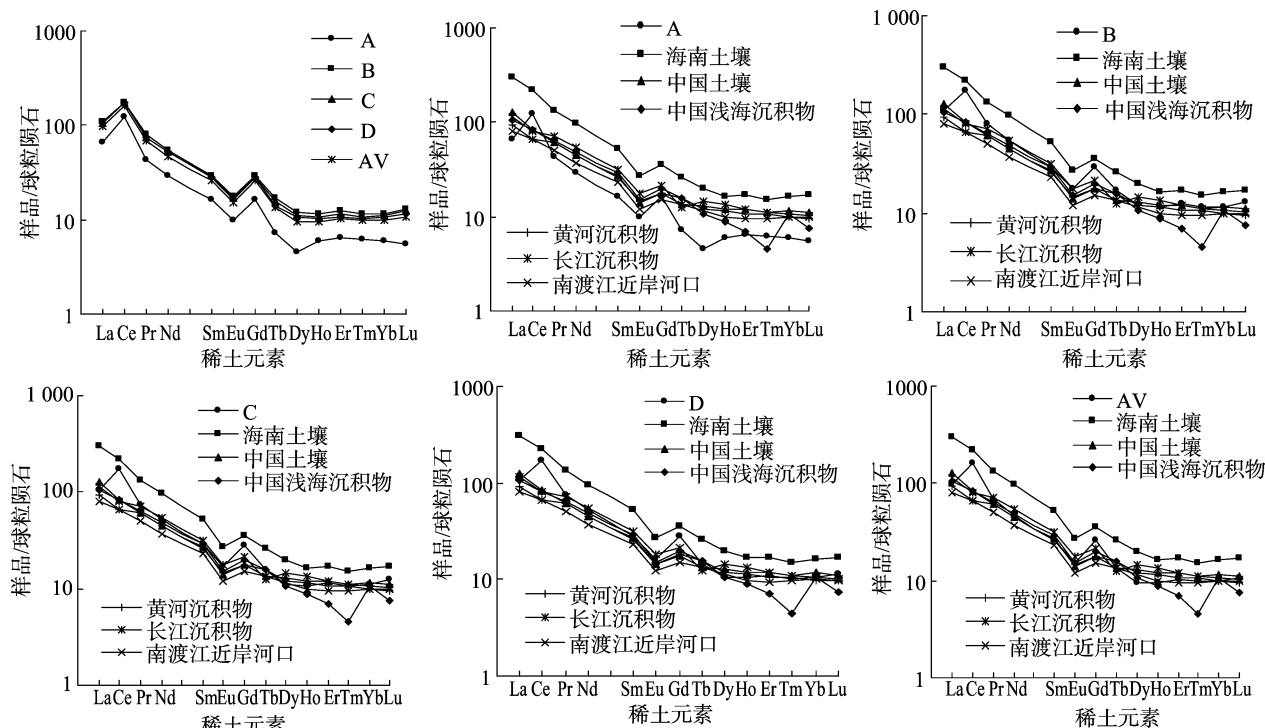 1000
100
10
1
样品/球粒陨石
A
B
C
D
AV
La Ce Pr Nd Sm Eu Gd Tb Dy Ho Er Tm Yb Lu
稀土元素
1000
100
10
1
样品/球粒陨石
A
海南土壤
中国土壤
中国浅海沉积物
黄河沉积物
长江沉积物
南渡江近岸河口
La Ce Pr Nd Sm Eu Gd Tb Dy Ho Er Tm Yb Lu
稀土元素
1 000
100
10
1
样品/球粒陨石
B
海南土壤
中国土壤
中国浅海沉积物
黄河沉积物
长江沉积物
南渡江近岸河口
La Ce Pr Nd Sm Eu Gd Tb Dy Ho Er Tm Yb Lu
稀土元素
1 000
100
10
1
样品/球粒陨石
C
海南土壤
中国土壤
中国浅海沉积物
黄河沉积物
长江沉积物
南渡江近岸河口
La Ce Pr Nd Sm Eu Gd Tb Dy Ho Er Tm Yb Lu
稀土元素
1000
100
10
1
样品/球粒陨石
D
海南土壤
中国土壤
中国浅海沉积物
黄河沉积物
长江沉积物
南渡江近岸河口
La Ce Pr Nd Sm Eu Gd Tb Dy Ho Er Tm Yb Lu
稀土元素
1000
100
10
1
样品/球粒陨石
AV
海南土壤
中国土壤
中国浅海沉积物
黄河沉积物
长江沉积物
南渡江近岸河口
La Ce Pr Nd Sm Eu Gd Tb Dy Ho Er Tm Yb Lu
稀土元素